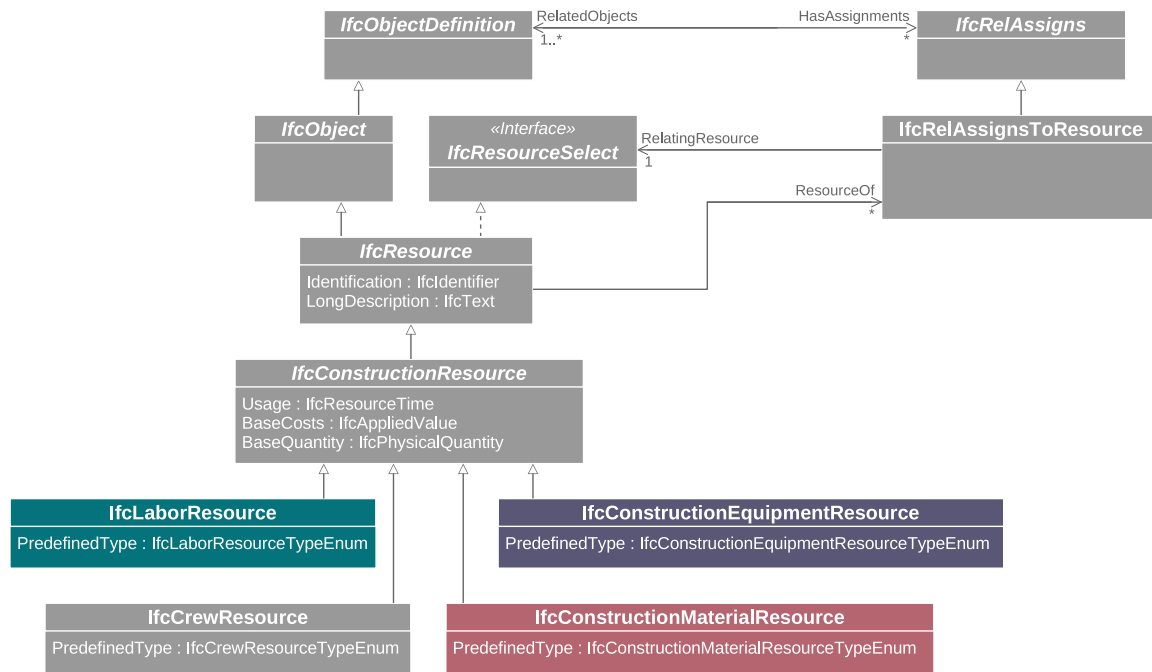 IfcObjectDefinition
RelatedObjects
1..*
HasAssignments
*
IfcRelAssigns
IfcObject
«Interface»
IfcResourceSelect
RelatingResource
1
IfcRelAssignsToResource
ResourceOf
*
IfcResource
Identification : IfcIdentifier
LongDescription : IfcText
IfcConstructionResource
Usage : IfcResourceTime
BaseCosts : IfcAppliedValue
BaseQuantity : IfcPhysicalQuantity
IfcLaborResource
PredefinedType : IfcLaborResourceTypeEnum
IfcConstructionEquipmentResource
PredefinedType : IfcConstructionEquipmentResourceTypeEnum
IfcCrewResource
PredefinedType : IfcCrewResourceTypeEnum
IfcConstructionMaterialResource
PredefinedType : IfcConstructionMaterialResourceTypeEnum